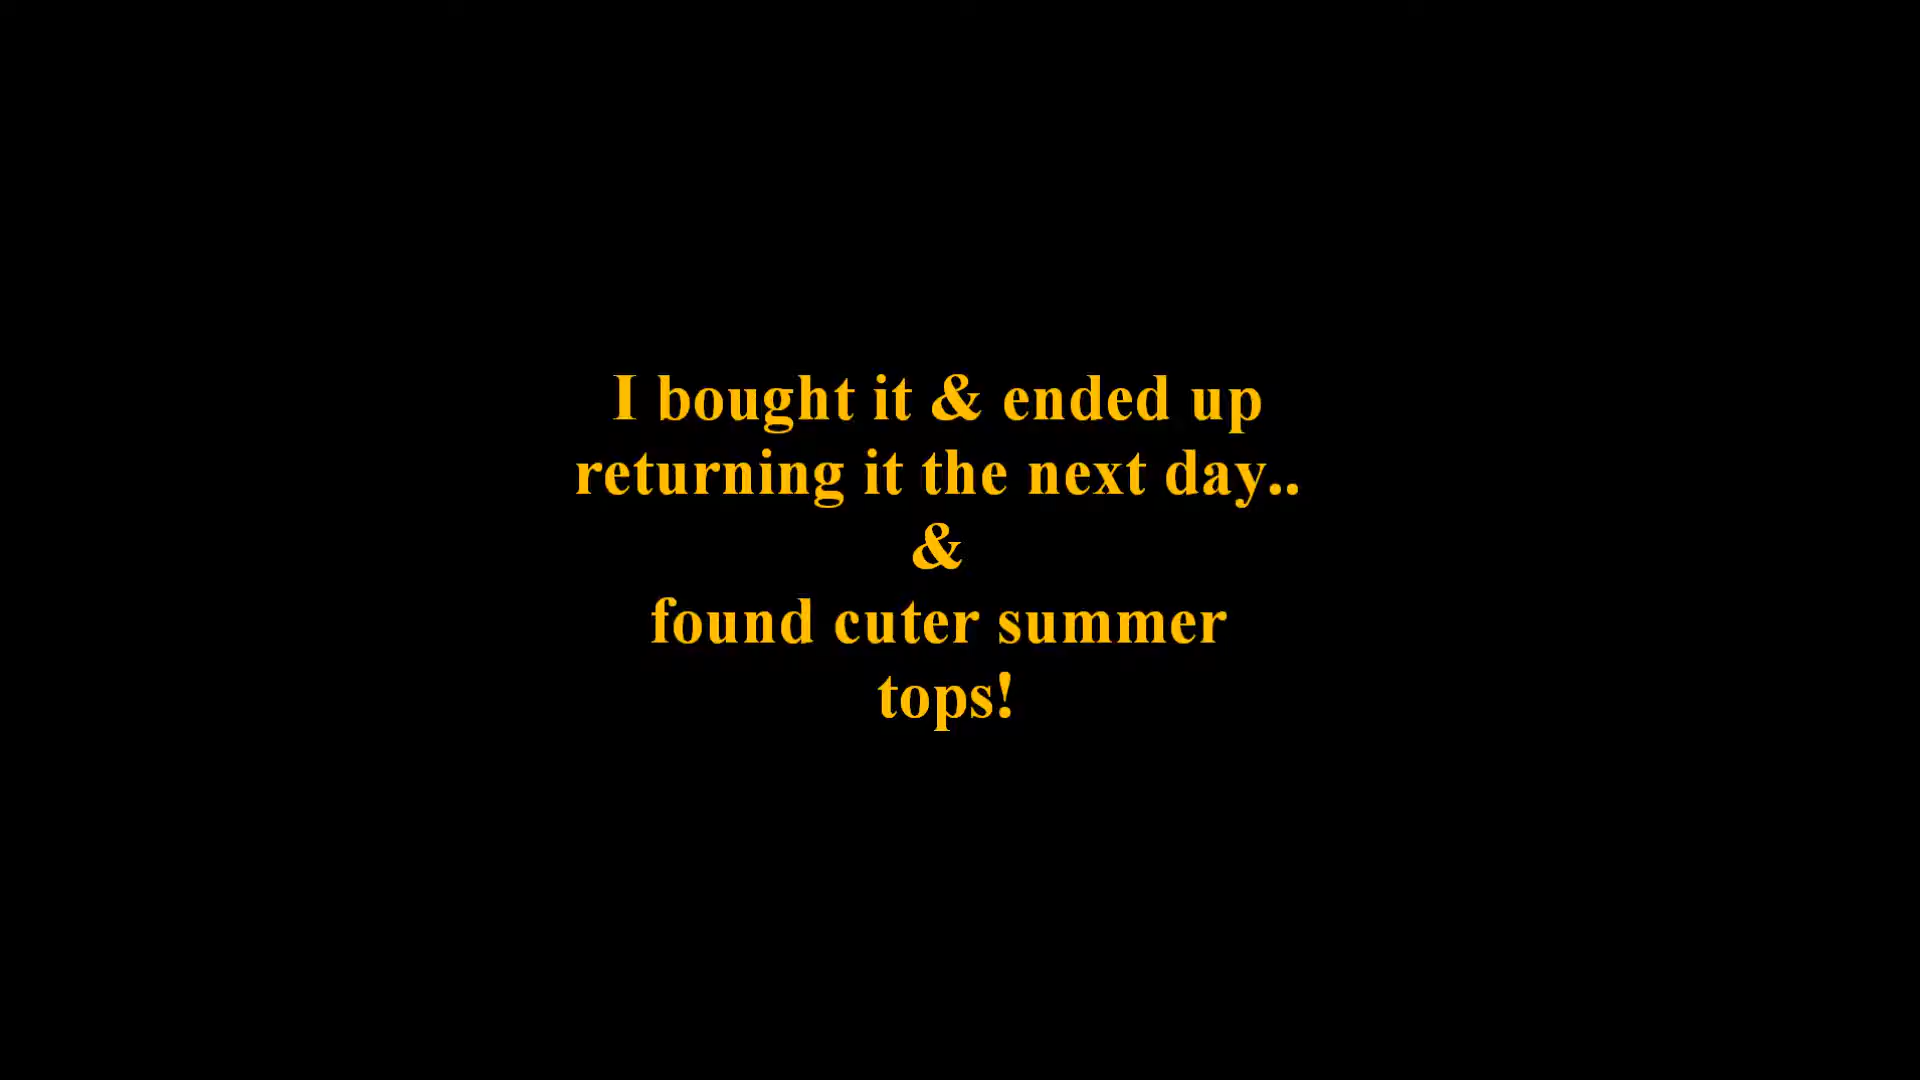 I bought it & ended up
returning it the next day..
&
found cuter summer
tops!